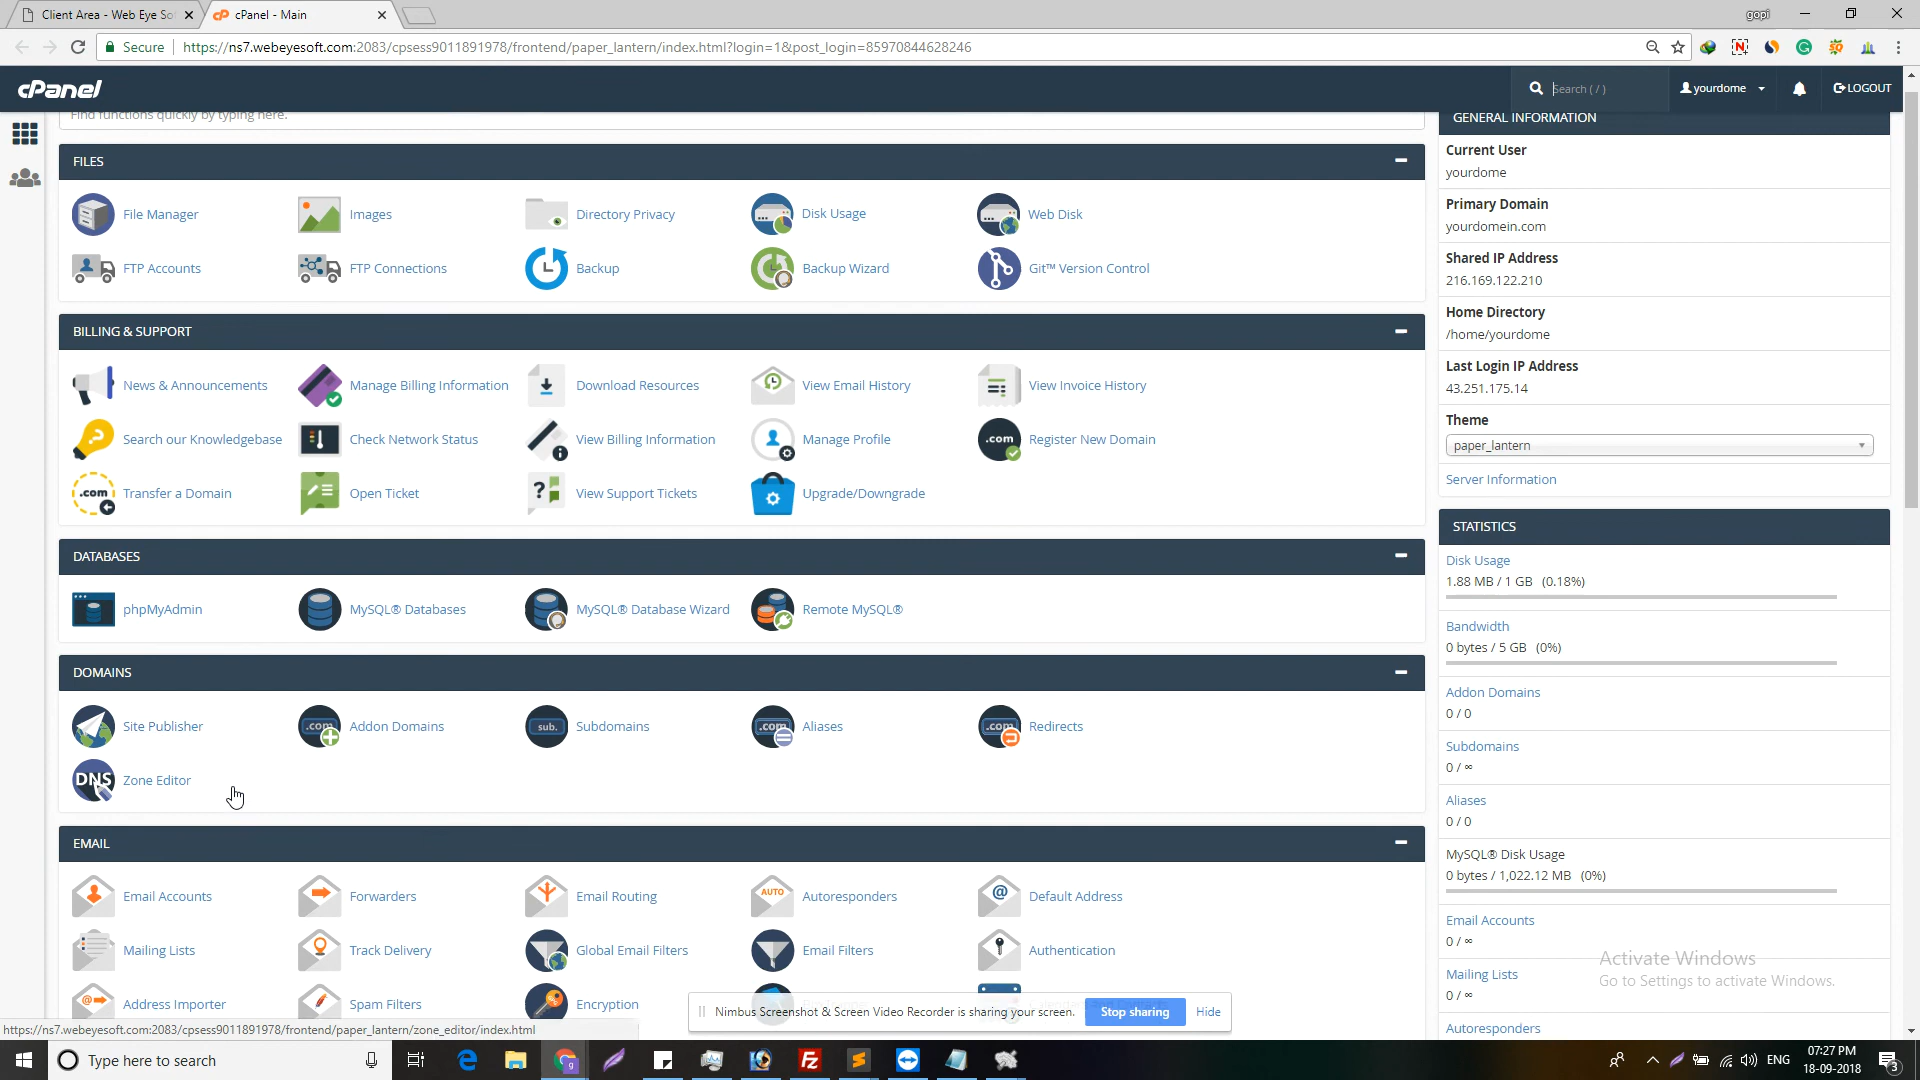 Client Area - Web Eye So
cPanel - Main
gopi
Secure
https://ns7.webeyesoft.com:2083/cpsess9011891978/frontend/paper_lantern/index.html?login=1&post_login=85970844628246
cPanel
Search ( / )
yourdome
LOGOUT
Find functions quickly by typing here.
FILES
File Manager
Images
Directory Privacy
Disk Usage
Web Disk
FTP Accounts
FTP Connections
Backup
Backup Wizard
Git™ Version Control
BILLING & SUPPORT
News & Announcements
Manage Billing Information
Download Resources
View Email History
View Invoice History
Search our Knowledgebase
Check Network Status
View Billing Information
Manage Profile
.com
Register New Domain
.com
Transfer a Domain
Open Ticket
View Support Tickets
Upgrade/Downgrade
DATABASES
phpMyAdmin
MySQL® Databases
MySQL® Database Wizard
Remote MySQL®
DOMAINS
Site Publisher
.com
Addon Domains
sub.
Subdomains
.com
Aliases
.com
Redirects
DNS
Zone Editor
EMAIL
Email Accounts
Forwarders
Email Routing
AUTO
Autoresponders
Default Address
Mailing Lists
Track Delivery
Global Email Filters
Email Filters
Authentication
Address Importer
Spam Filters
Encryption
GENERAL INFORMATION
Current User
yourdome
Primary Domain
yourdomein.com
Shared IP Address
216.169.122.210
Home Directory
/home/yourdome
Last Login IP Address
43.251.175.14
Theme
paper_lantern
Server Information
STATISTICS
Disk Usage
1.88 MB / 1 GB (0.18%)
Bandwidth
0 bytes / 5 GB (0%)
Addon Domains
0 / 0
Subdomains
0 / ∞
Aliases
0 / 0
MySQL® Disk Usage
0 bytes / 1,022.12 MB (0%)
Email Accounts
0 / ∞
Mailing Lists
0 / ∞
Autoresponders
Activate Windows
Go to Settings to activate Windows.
Nimbus Screenshot & Screen Video Recorder is sharing your screen.
Stop sharing
Hide
https://ns7.webeyesoft.com:2083/cpsess9011891978/frontend/paper_lantern/zone_editor/index.html
Type here to search
ENG
07:27 PM
18-09-2018
3